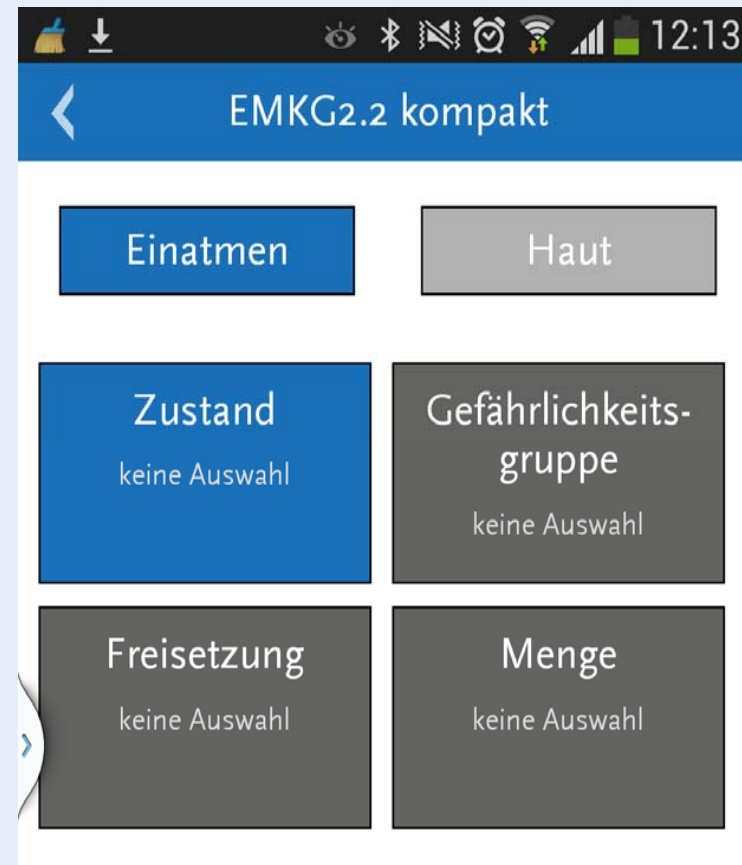 12:13
EMKG2.2 kompakt
Einatmen
Haut
Zustand
keine Auswahl
Gefährlichkeits-
gruppe
keine Auswahl
Freisetzung
keine Auswahl
Menge
keine Auswahl